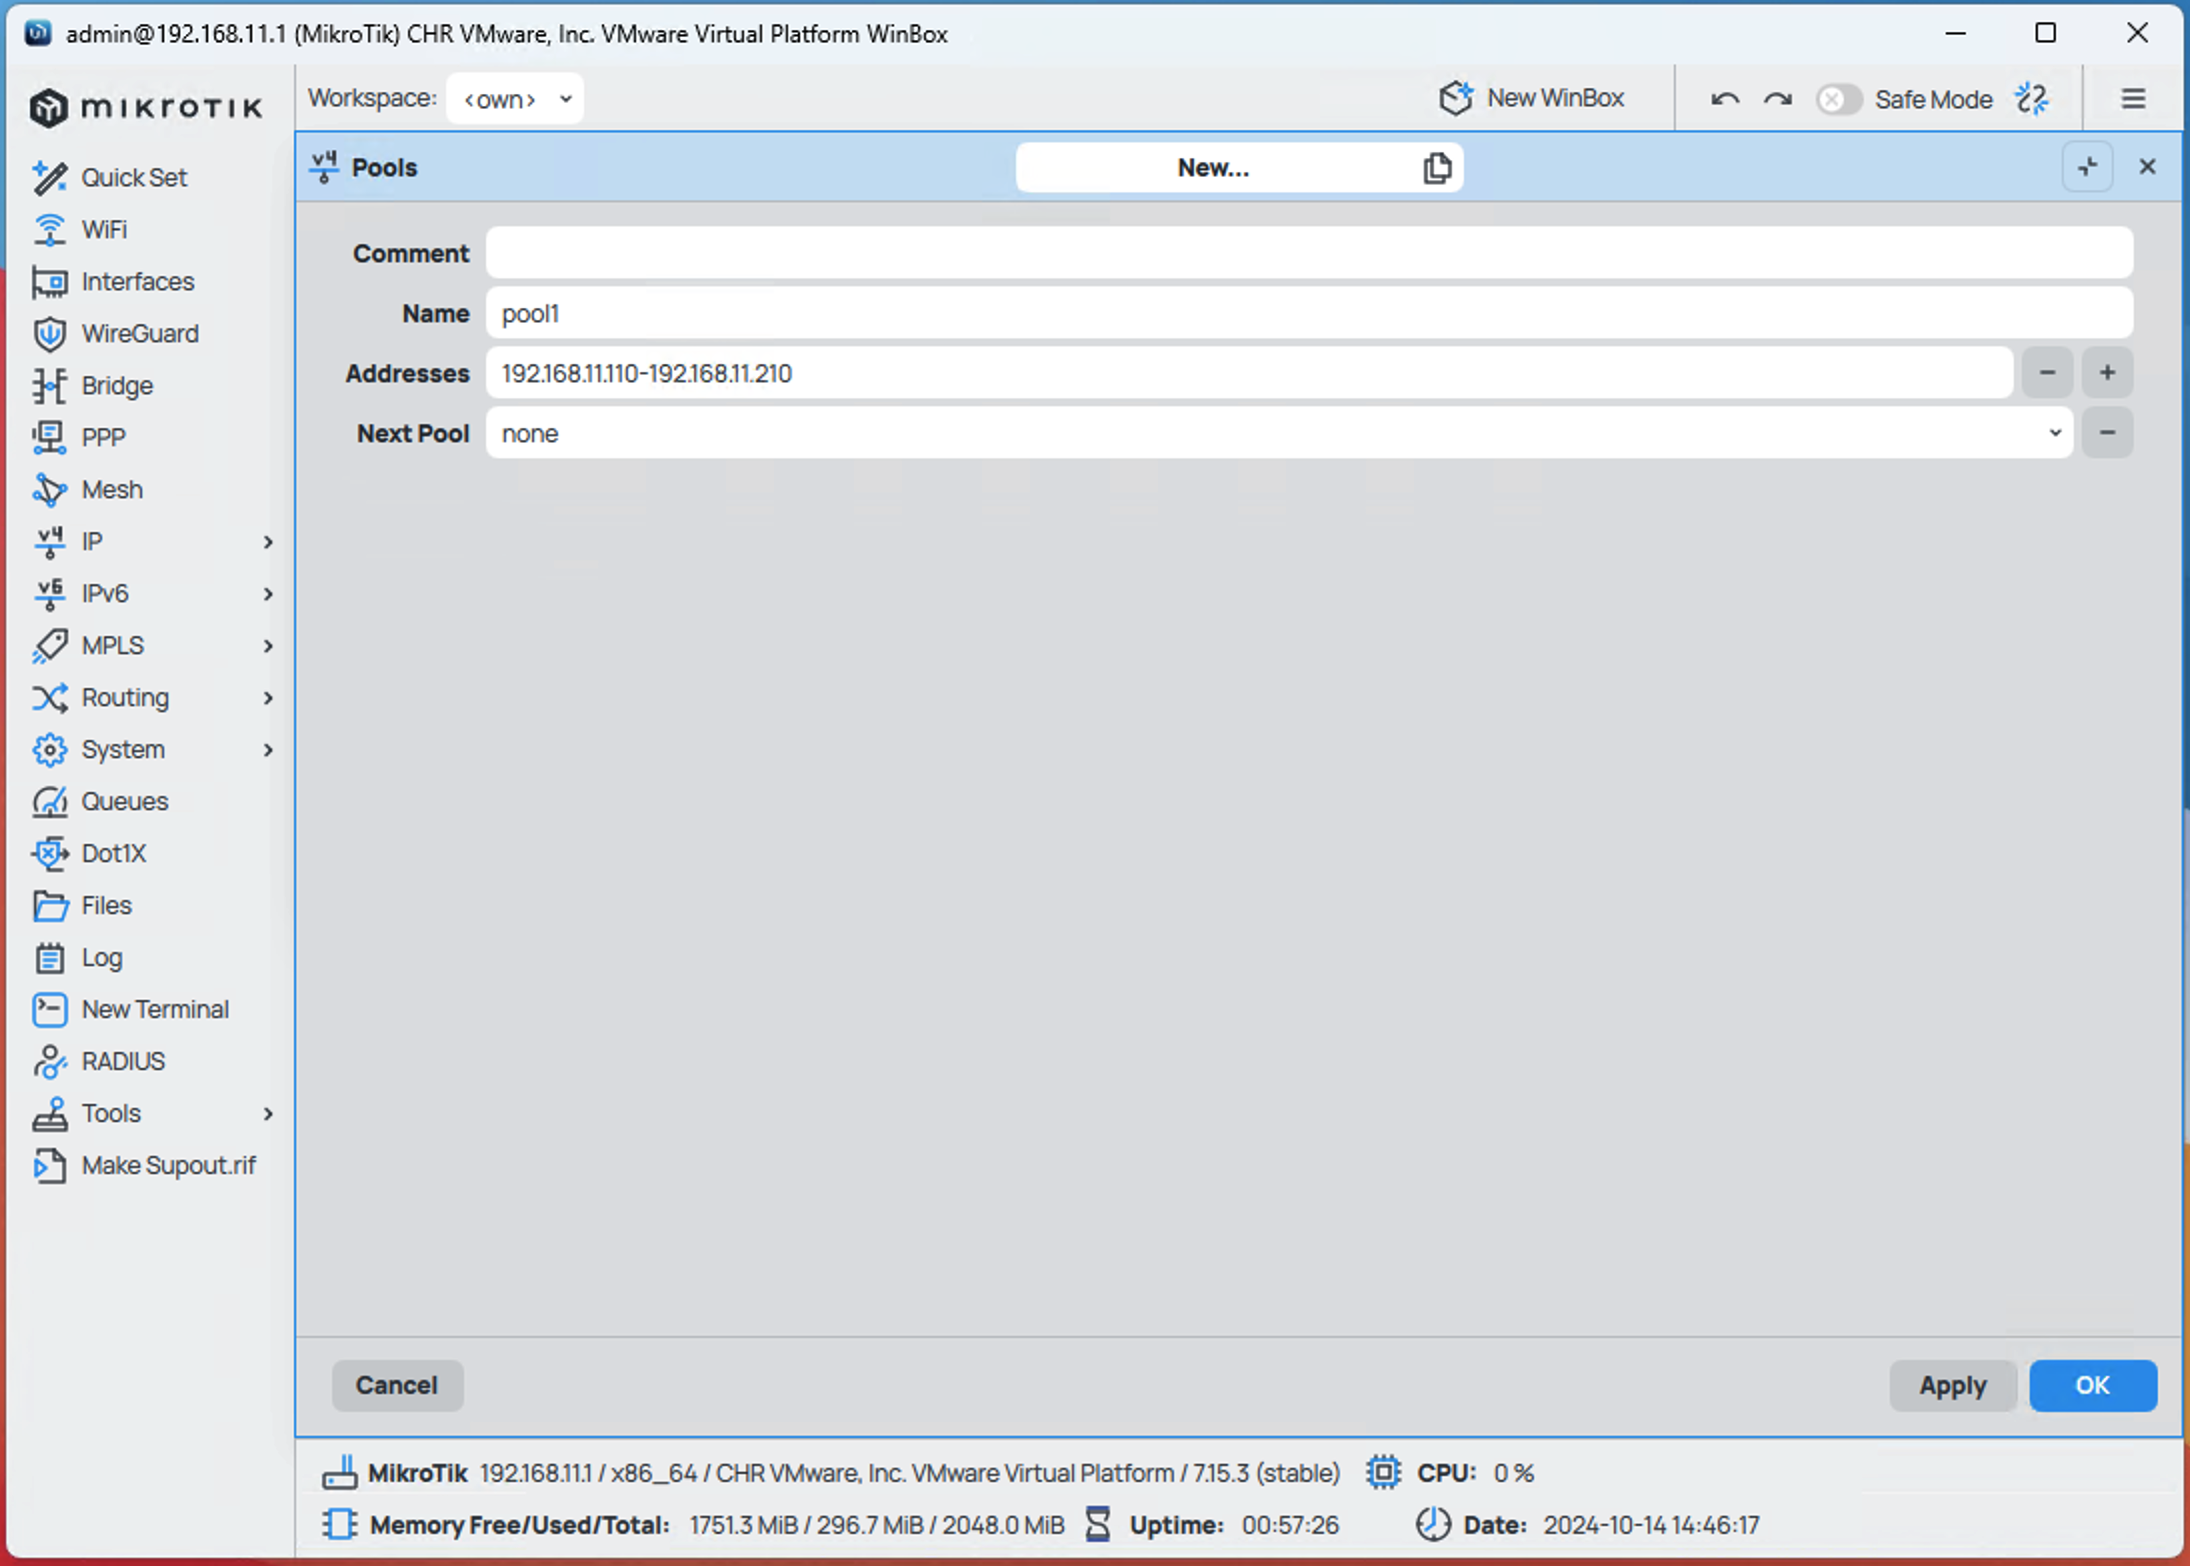 admin@192.168.11.1 (MikroTik) CHR VMware, Inc. VMware Virtual Platform WinBox
MIKROTIK
Workspace: <own>
New WinBox
Safe Mode
Quick Set
WiFi
Interfaces
WireGuard
Bridge
PPP
Mesh
v4 IP
v6 IPv6
MPLS
Routing
System
Queues
Dot1X
Files
Log
New Terminal
RADIUS
Tools
Make Supout.rif
v4 Pools
New...
Comment
Name pool1
Addresses 192.168.11.110-192.168.11.210
Next Pool none
Cancel
Apply
OK
MikroTik 192.168.11.1 / x86_64 / CHR VMware, Inc. VMware Virtual Platform / 7.15.3 (stable) CPU: 0 %
Memory Free/Used/Total: 1751.3 MiB / 296.7 MiB / 2048.0 MiB Uptime: 00:57:26 Date: 2024-10-14 14:46:17